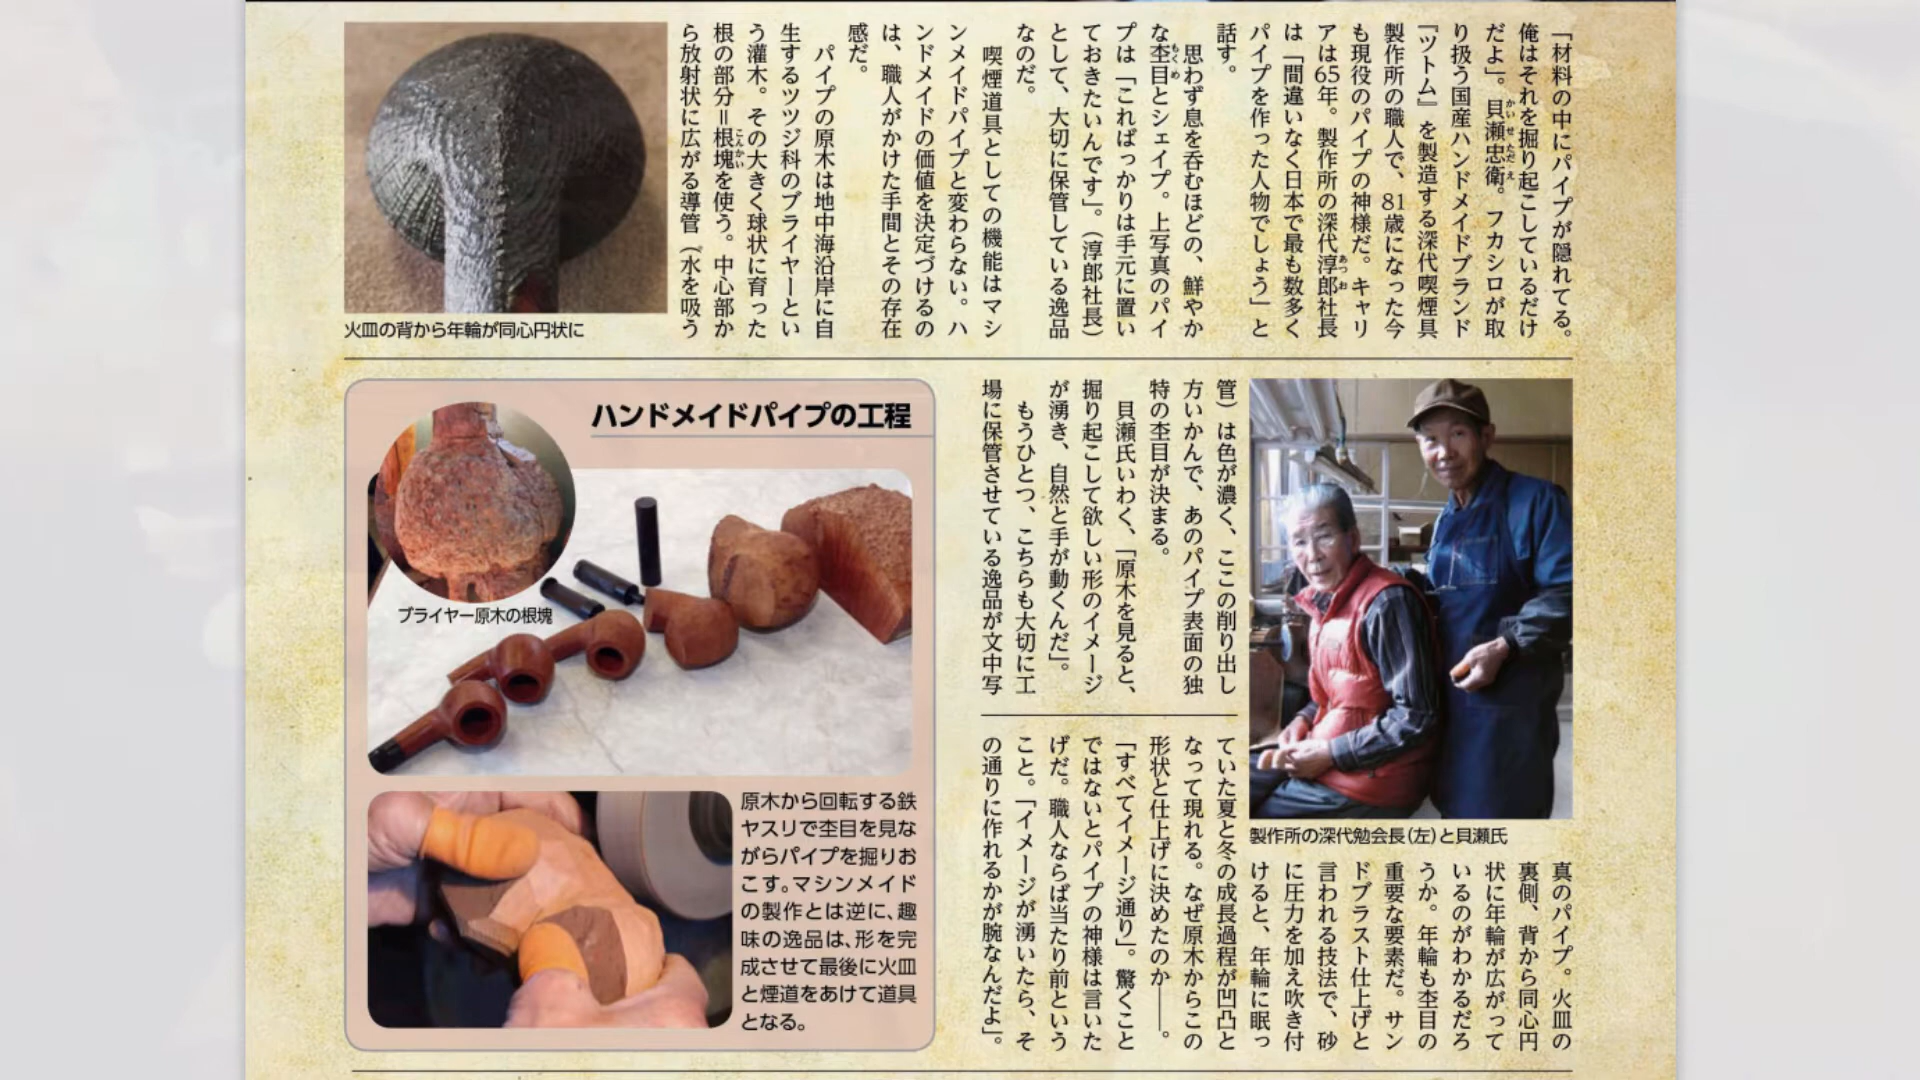 「材料の中にパイプが隠れてる。
俺はそれを掘り起こしているだけ
だよ」。貝瀬忠衛。フカシロが取
り扱う国産ハンドメイドブランド
『ツトム』を製造する深代喫煙具
製作所の職人で、81歳になった今
も現役のパイプの神様だ。キャリ
アは65年。製作所の深代淳郎社長
は「間違いなく日本で最も数多く
パイプを作った人物でしょう」と
話す。
思わず息を呑むほどの、鮮やか
な杢目とシェイプ。上写真のパイ
プは「こればっかりは手元に置い
ておきたいんです」。（淳郎社長）
として、大切に保管している逸品
なのだ。
喫煙道具としての機能はマシ
ンメイドパイプと変わらない。ハ
ンドメイドの価値を決定づけるの
は、職人がかけた手間とその存在
感だ。
パイプの原木は地中海沿岸に自
生するツツジ科のブライヤーとい
う灌木。その大きく球状に育った
根の部分＝根塊を使う。中心部か
ら放射状に広がる導管（水を吸う
火皿の背から年輪が同心円状に
管）は色が濃く、ここの削り出し
方いかんで、あのパイプ表面の独
特の杢目が決まる。
貝瀬氏いわく、「原木を見ると、
掘り起こして欲しい形のイメージ
が湧き、自然と手が動くんだ」。
もうひとつ、こちらも大切に工
場に保管させている逸品が文中写
製作所の深代勉会長（左）と貝瀬氏
真のパイプ。火皿の
裏側、背から同心円
状に年輪が広がって
いるのがわかるだろ
うか。年輪も杢目の
重要な要素だ。サン
ドブラスト仕上げと
言われる技法で、砂
に圧力を加え吹き付
けると、年輪に眠っ
ていた夏と冬の成長過程が凹凸と
なって現れる。なぜ原木からこの
形状と仕上げに決めたのか――。
「すべてイメージ通り」。驚くこと
ではないとパイプの神様は言いた
げだ。職人ならば当たり前という
こと。「イメージが湧いたら、そ
の通りに作れるかが腕なんだよ」。
ハンドメイドパイプの工程
ブライヤー原木の根塊
原木から回転する鉄
ヤスリで杢目を見な
がらパイプを掘りお
こす。マシンメイド
の製作とは逆に、趣
味の逸品は、形を完
成させて最後に火皿
と煙道をあけて道具
となる。